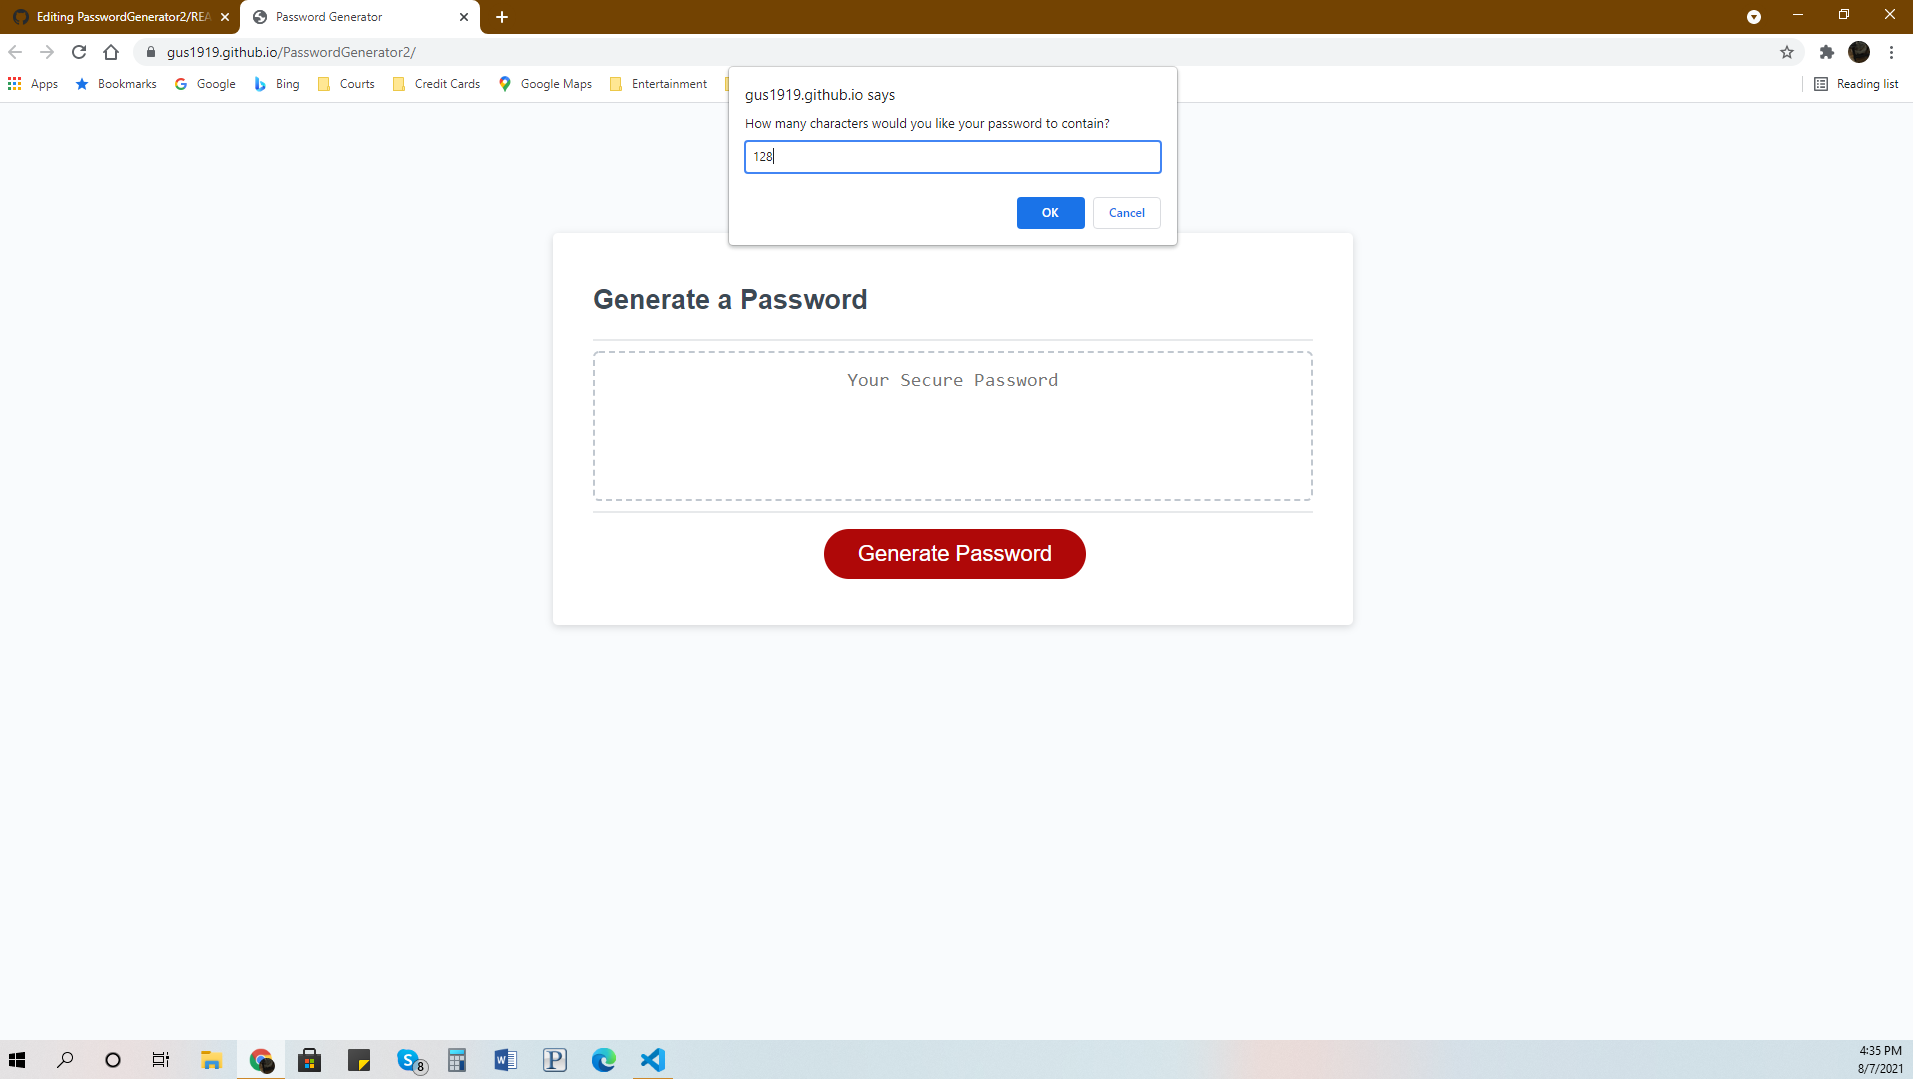 Editing PasswordGenerator2/REA
Password Generator
gus1919.github.io/PasswordGenerator2/
Apps
Bookmarks
Google
Bing
Courts
Credit Cards
Google Maps
Entertainment
Reading list
gus1919.github.io says
How many characters would you like your password to contain?
128
OK
Cancel
Generate a Password
Your Secure Password
Generate Password
8
4:35 PM
8/7/2021